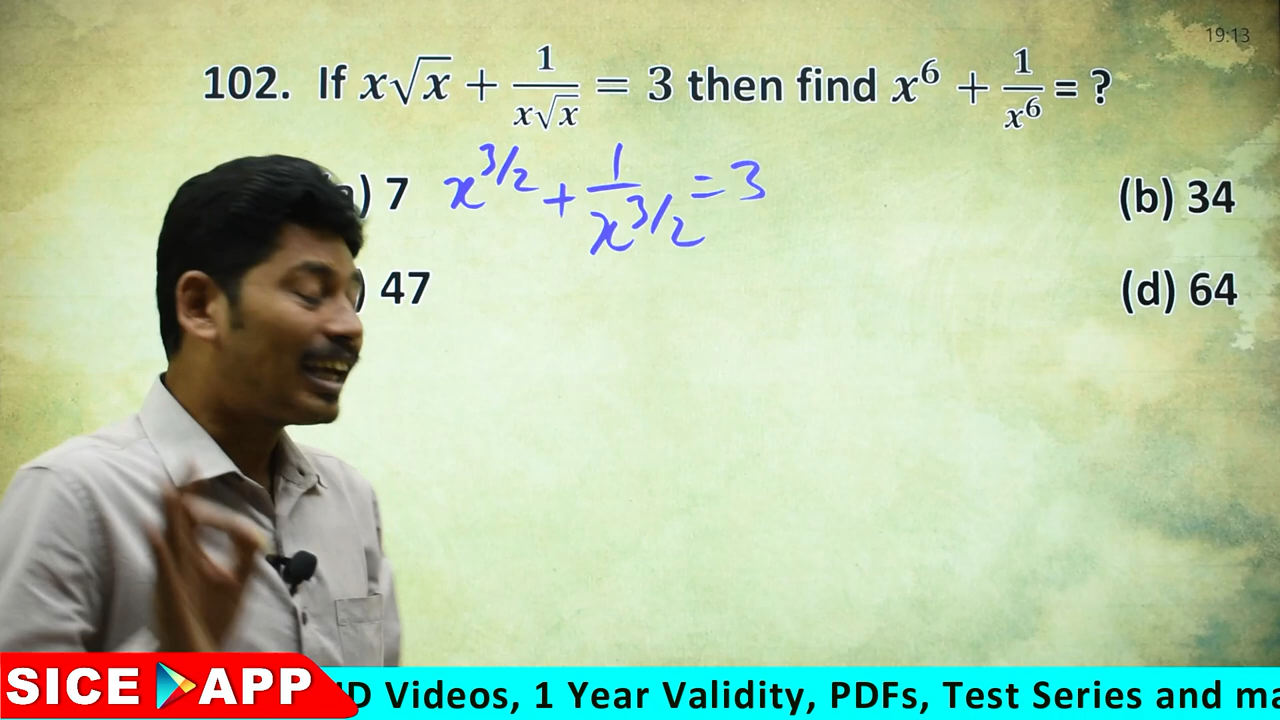 19:13
102. If x√x + 1/(x√x) = 3 then find x⁶ + 1/x⁶ = ?
) 7
x^3/2 + 1/x^3/2 = 3
(b) 34
) 47
(d) 64
SICE APP
D Videos, 1 Year Validity, PDFs, Test Series and ma